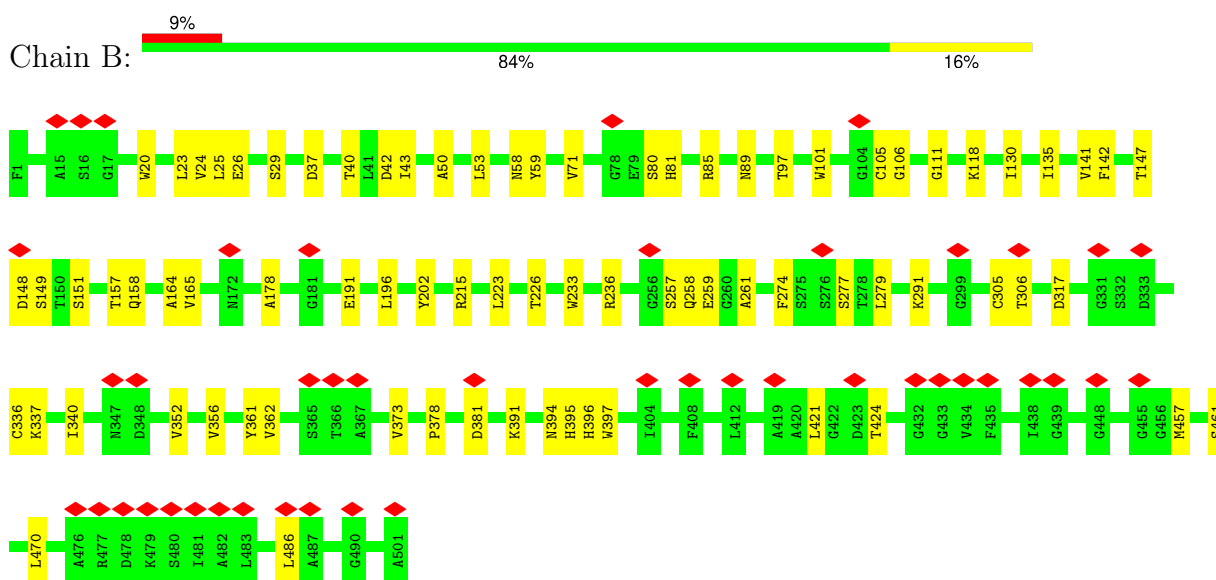 9%
Chain B:
84% 16%
F1 A15 S16 G17 W20 L23 V24 L25 E26 S29 D37 T40 L41 D42 I43 A50 L53 N58 Y59 V71 G78 E79 S80 H81 R85 N89 T97 W101 G104 C105 G106 G111 K118 I130 I135 V141 F142 T147
D148 S149 T150 S151 T157 Q158 A164 V165 N172 A178 G181 E191 L196 Y202 R215 L223 T226 W233 R236 G256 S257 Q258 E259 G260 A261 F274 S275 S276 S277 T278 L279 K291 G299 C305 T306 D317 G331 S332 D333
C336 K337 I340 N347 D348 V352 V356 Y361 V362 S365 T366 A367 V373 P378 D381 K391 N394 H395 H396 W397 I404 F408 L412 A419 A420 L421 G422 D423 T424 G432 G433 V434 F435 I438 G439 G448 G455 G456 M457 S461
L470 A476 R477 D478 K479 S480 I481 A482 L483 L486 A487 G490 A501